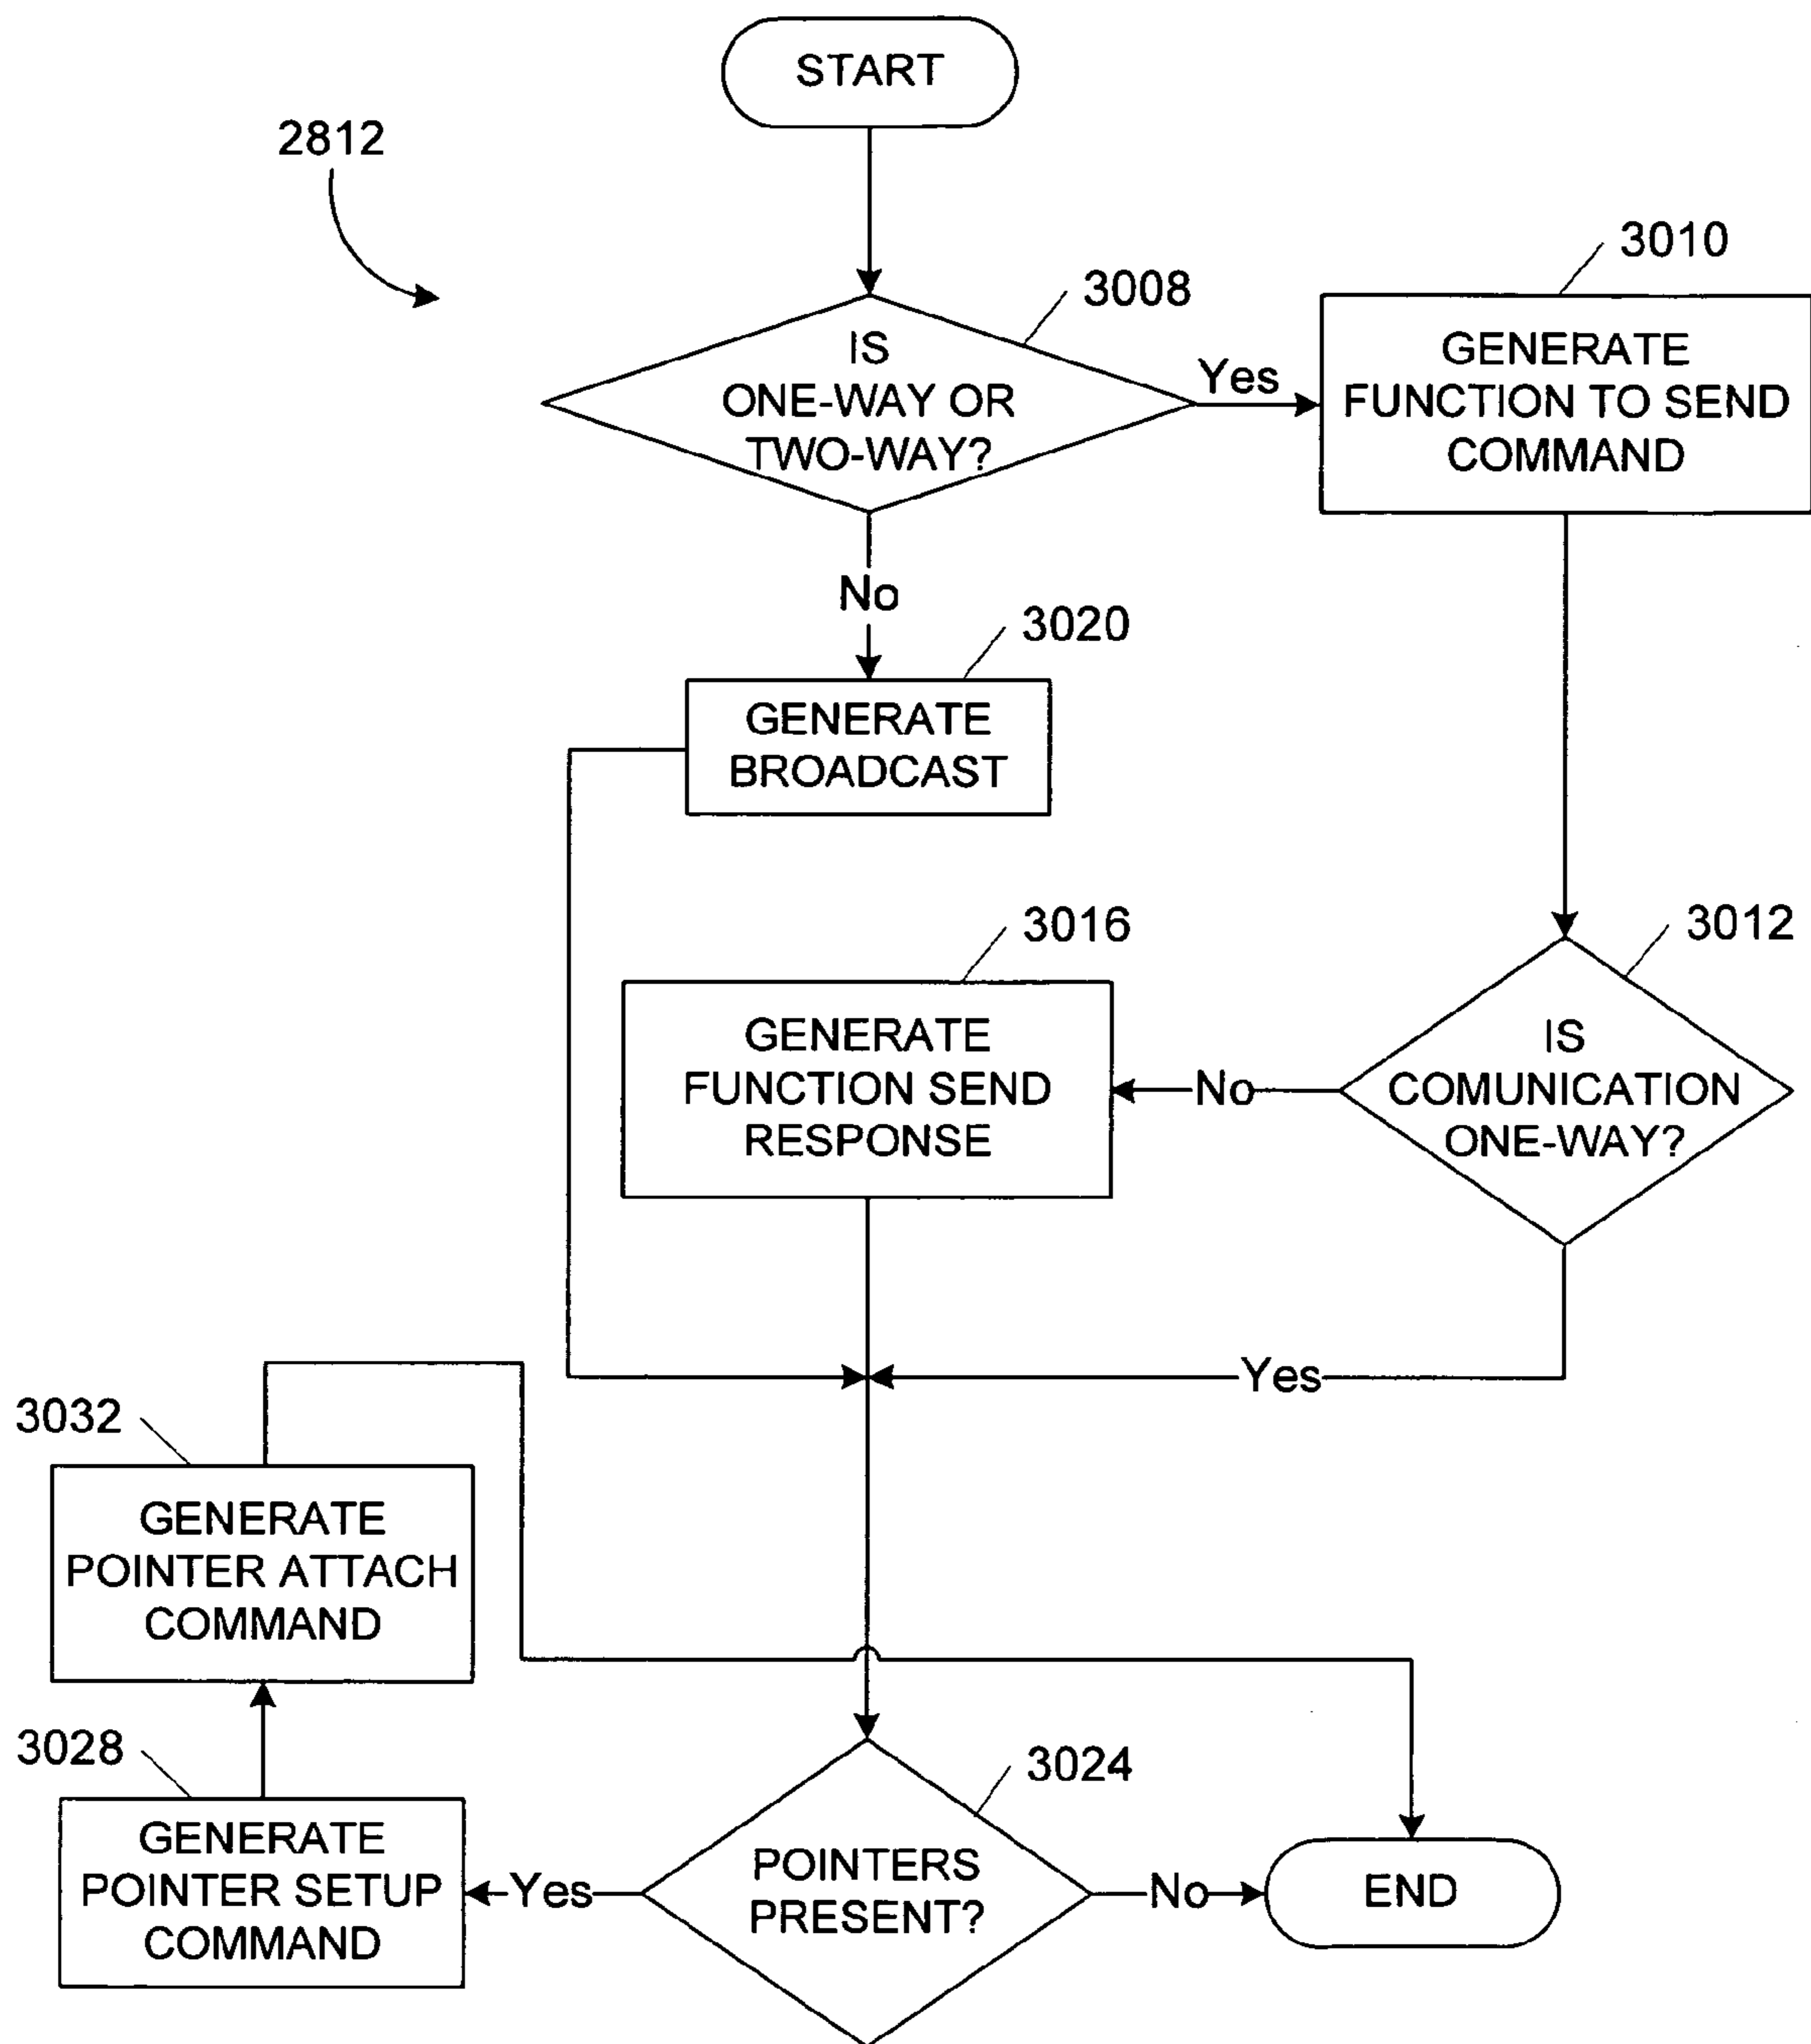 START
2812
3008
IS
ONE-WAY OR
TWO-WAY?
Yes
3010
GENERATE
FUNCTION TO SEND
COMMAND
No
3020
GENERATE
BROADCAST
3016
GENERATE
FUNCTION SEND
RESPONSE
No
3012
IS
COMUNICATION
ONE-WAY?
Yes
3032
GENERATE
POINTER ATTACH
COMMAND
3028
GENERATE
POINTER SETUP
COMMAND
Yes
3024
POINTERS
PRESENT?
No
END